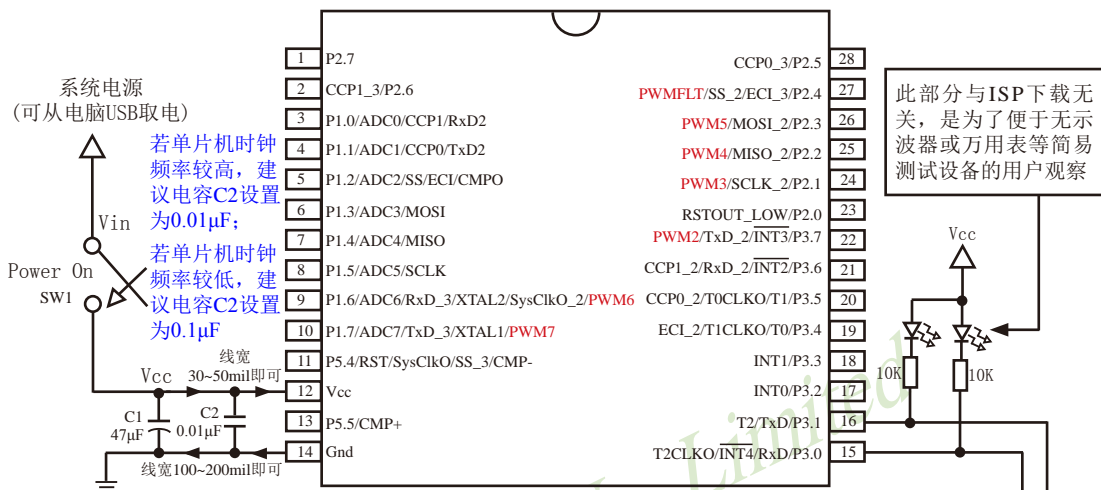 系统电源
(可从电脑USB取电)
若单片机时钟
频率较高，建
议电容C2设置
为0.01μF；
若单片机时钟
频率较低，建
议电容C2设置
为0.1μF
Vin
Power On
SW1
Vcc
线宽
30~50mil即可
C1
47μF
C2
0.01μF
线宽100~200mil即可
1 P2.7
2 CCP1_3/P2.6
3 P1.0/ADC0/CCP1/RxD2
4 P1.1/ADC1/CCP0/TxD2
5 P1.2/ADC2/SS/ECI/CMPO
6 P1.3/ADC3/MOSI
7 P1.4/ADC4/MISO
8 P1.5/ADC5/SCLK
9 P1.6/ADC6/RxD_3/XTAL2/SysClkO_2/PWM6
10 P1.7/ADC7/TxD_3/XTAL1/PWM7
11 P5.4/RST/SysClkO/SS_3/CMP-
12 Vcc
13 P5.5/CMP+
14 Gnd
CCP0_3/P2.5 28
PWMFLT/SS_2/ECI_3/P2.4 27
PWM5/MOSI_2/P2.3 26
PWM4/MISO_2/P2.2 25
PWM3/SCLK_2/P2.1 24
RSTOUT_LOW/P2.0 23
PWM2/TxD_2/INT3/P3.7 22
CCP1_2/RxD_2/INT2/P3.6 21
CCP0_2/T0CLKO/T1/P3.5 20
ECI_2/T1CLKO/T0/P3.4 19
INT1/P3.3 18
INT0/P3.2 17
T2/TxD/P3.1 16
T2CLKO/INT4/RxD/P3.0 15
此部分与ISP下载无
关，是为了便于无示
波器或万用表等简易
测试设备的用户观察
Vcc
10K
10K
Limited